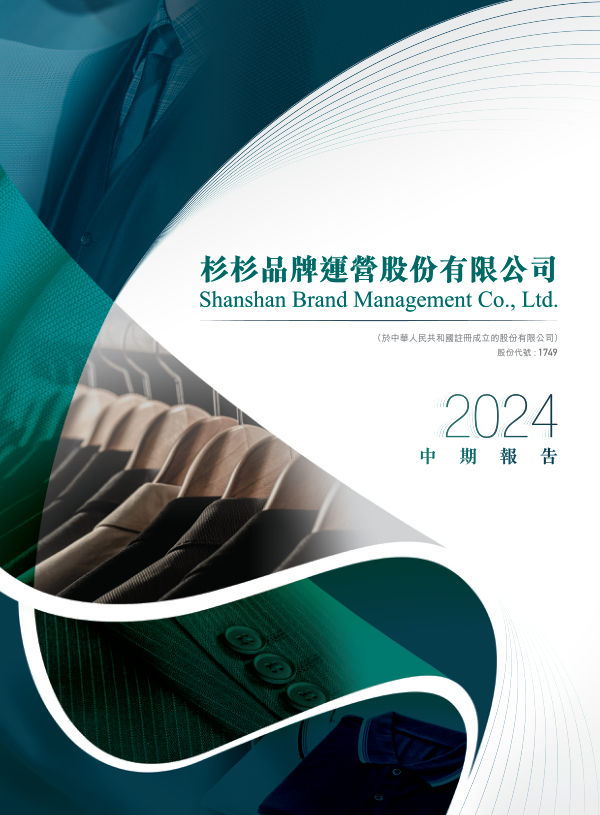 杉杉品牌運營股份有限公司
Shanshan Brand Management Co., Ltd.
（於中華人民共和國註冊成立的股份有限公司）
股份代號 : 1749
2024
中期報告